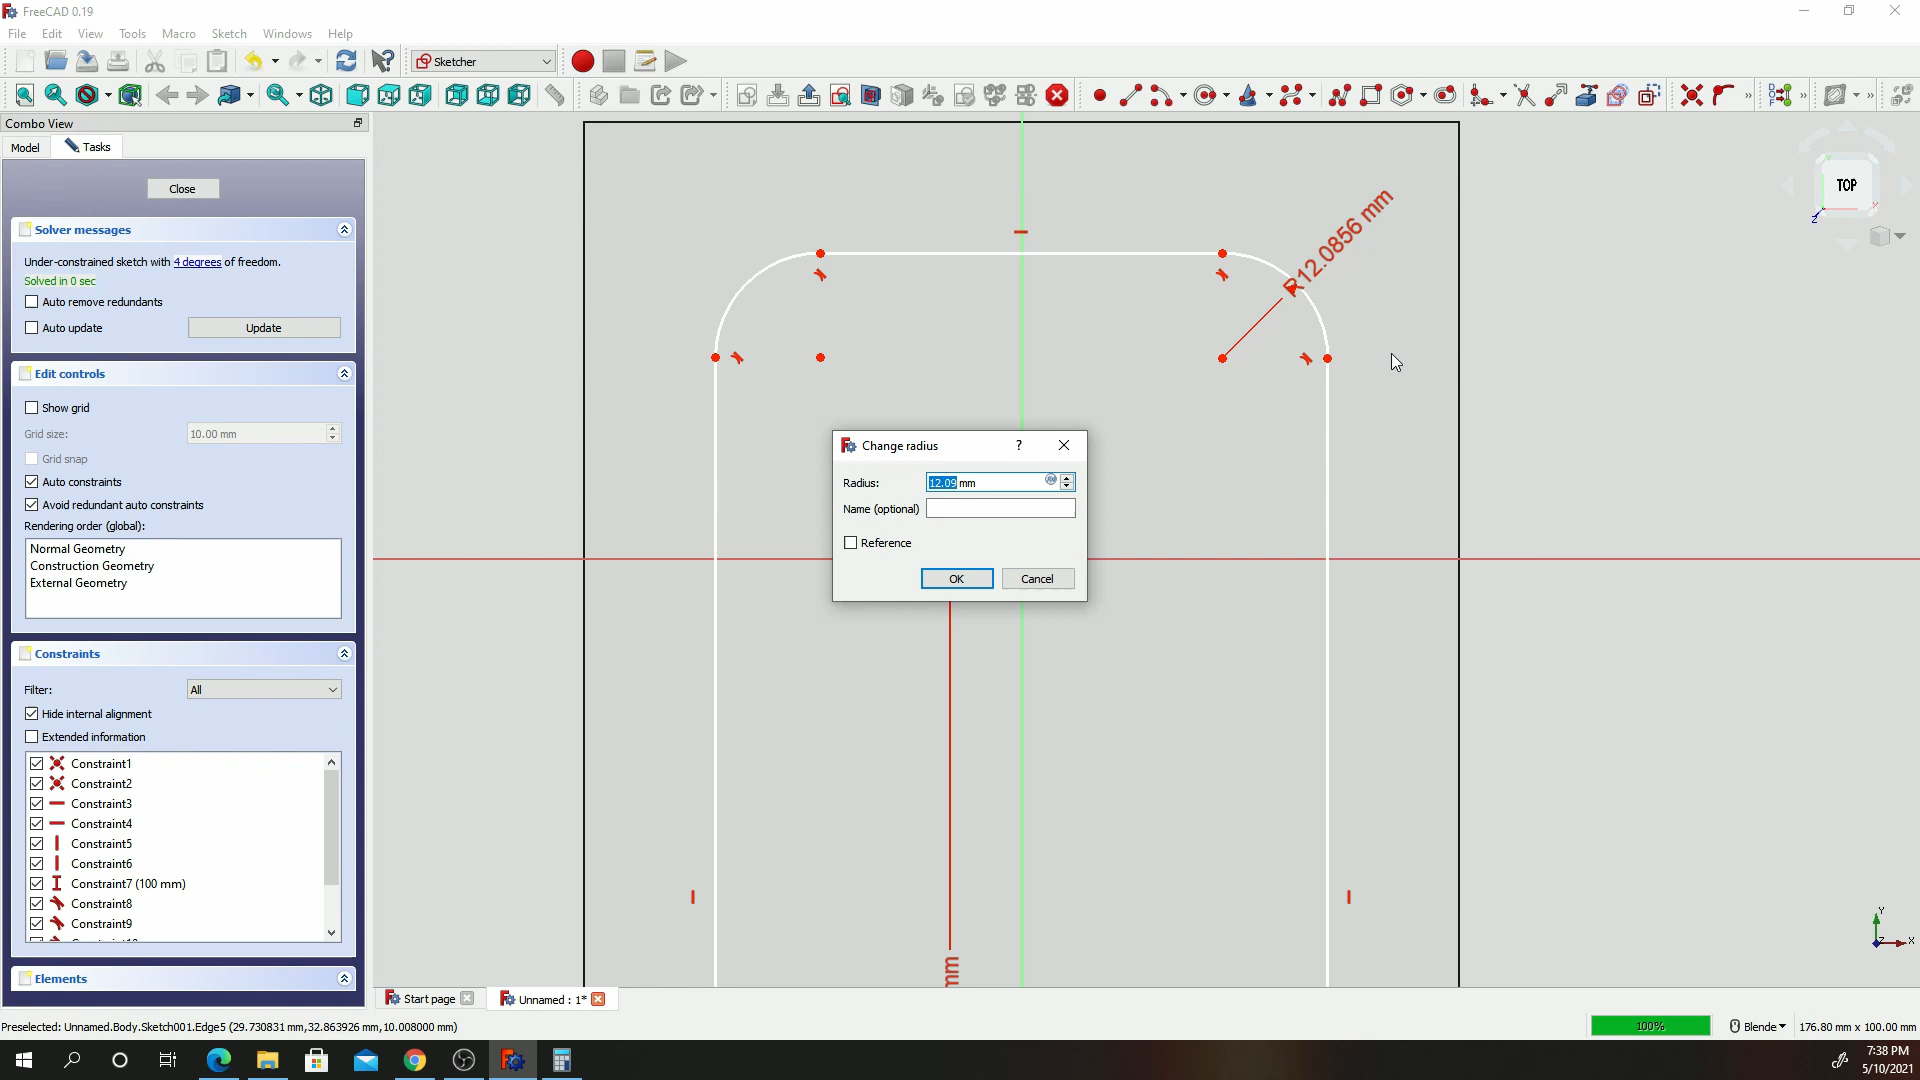 FreeCAD 0.19
File Edit View Tools Macro Sketch Windows Help
Sketcher
Combo View
Model Tasks
Close
Solver messages
Under-constrained sketch with 4 degrees of freedom.
Solved in 0 sec
Auto remove redundants
Auto update Update
Edit controls
Show grid
Grid size: 10.00 mm
Grid snap
Auto constraints
Avoid redundant auto constraints
Rendering order (global):
Normal Geometry
Construction Geometry
External Geometry
Constraints
Filter: All
Hide internal alignment
Extended information
Constraint1
Constraint2
Constraint3
Constraint4
Constraint5
Constraint6
Constraint7 (100 mm)
Constraint8
Constraint9
Elements
R12.0856 mm
TOP
Z
Change radius ? 
Radius: 12.09 mm
Name (optional)
Reference
OK Cancel
mm
Y
Z X
Start page Unnamed : 1*
Preselected: Unnamed.Body.Sketch001.Edge5 (29.730831 mm,32.863926 mm,10.008000 mm)
100% Blende 176.80 mm x 100.00 mm
7:38 PM
5/10/2021